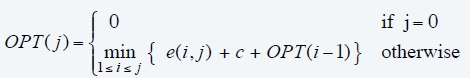 0 if j=0
OPT(j)=
min { e(i,j) + c + OPT(i−1)} otherwise
1≤i≤j